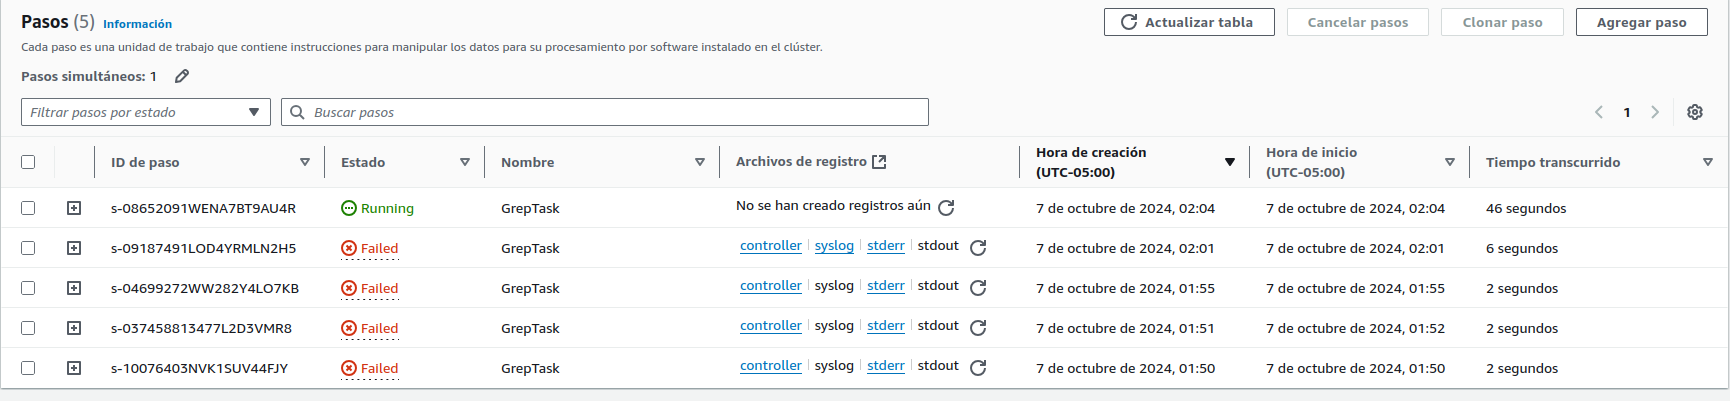 Pasos (5) Información
Actualizar tabla Cancelar pasos Clonar paso Agregar paso
Cada paso es una unidad de trabajo que contiene instrucciones para manipular los datos para su procesamiento por software instalado en el clúster.
Pasos simultáneos: 1
Filtrar pasos por estado Buscar pasos 1
ID de paso Estado Nombre Archivos de registro Hora de creación (UTC-05:00) Hora de inicio (UTC-05:00) Tiempo transcurrido
s-08652091WENA7BT9AU4R Running GrepTask No se han creado registros aún 7 de octubre de 2024, 02:04 7 de octubre de 2024, 02:04 46 segundos
s-09187491LOD4YRMLN2H5 Failed GrepTask controller syslog stderr stdout 7 de octubre de 2024, 02:01 7 de octubre de 2024, 02:01 6 segundos
s-04699272WW282Y4LO7KB Failed GrepTask controller syslog stderr stdout 7 de octubre de 2024, 01:55 7 de octubre de 2024, 01:55 2 segundos
s-037458813477L2D3VMR8 Failed GrepTask controller syslog stderr stdout 7 de octubre de 2024, 01:51 7 de octubre de 2024, 01:52 2 segundos
s-10076403NVK1SUV44FJY Failed GrepTask controller syslog stderr stdout 7 de octubre de 2024, 01:50 7 de octubre de 2024, 01:50 2 segundos